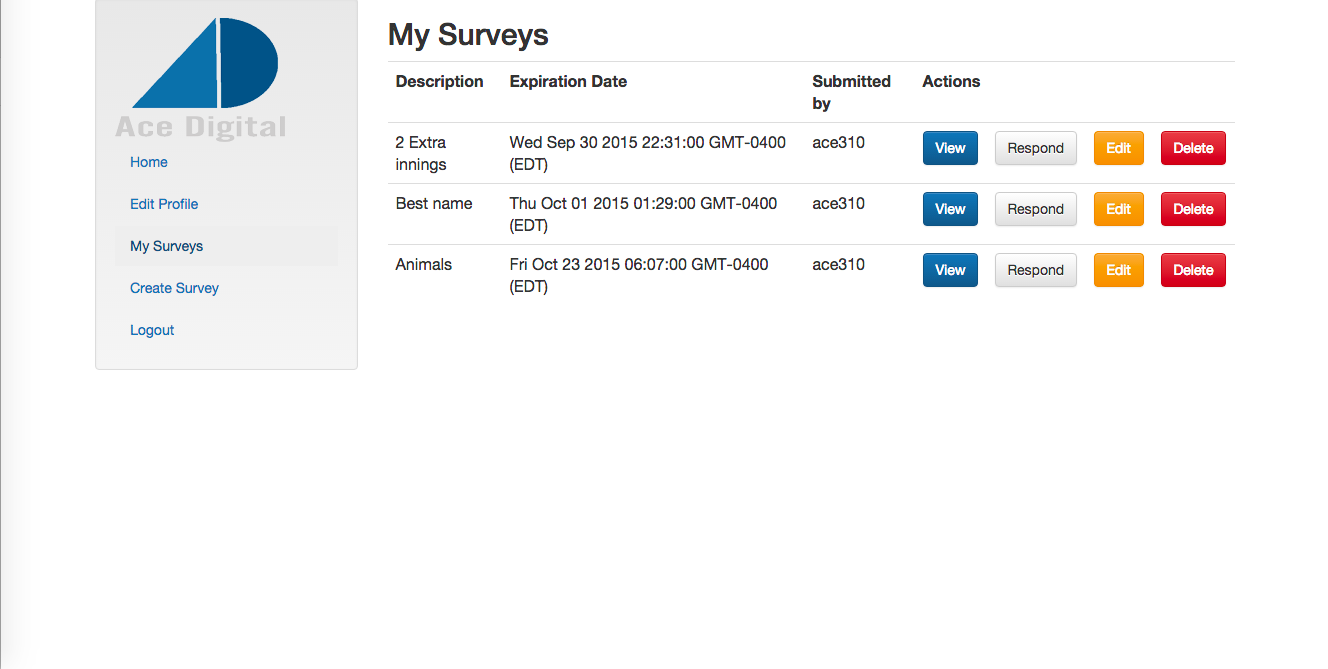 Ace Digital
Home
Edit Profile
My Surveys
Create Survey
Logout
My Surveys
Description Expiration Date Submitted by Actions
2 Extra innings Wed Sep 30 2015 22:31:00 GMT-0400 (EDT) ace310 View Respond Edit Delete
Best name Thu Oct 01 2015 01:29:00 GMT-0400 (EDT) ace310 View Respond Edit Delete
Animals Fri Oct 23 2015 06:07:00 GMT-0400 (EDT) ace310 View Respond Edit Delete